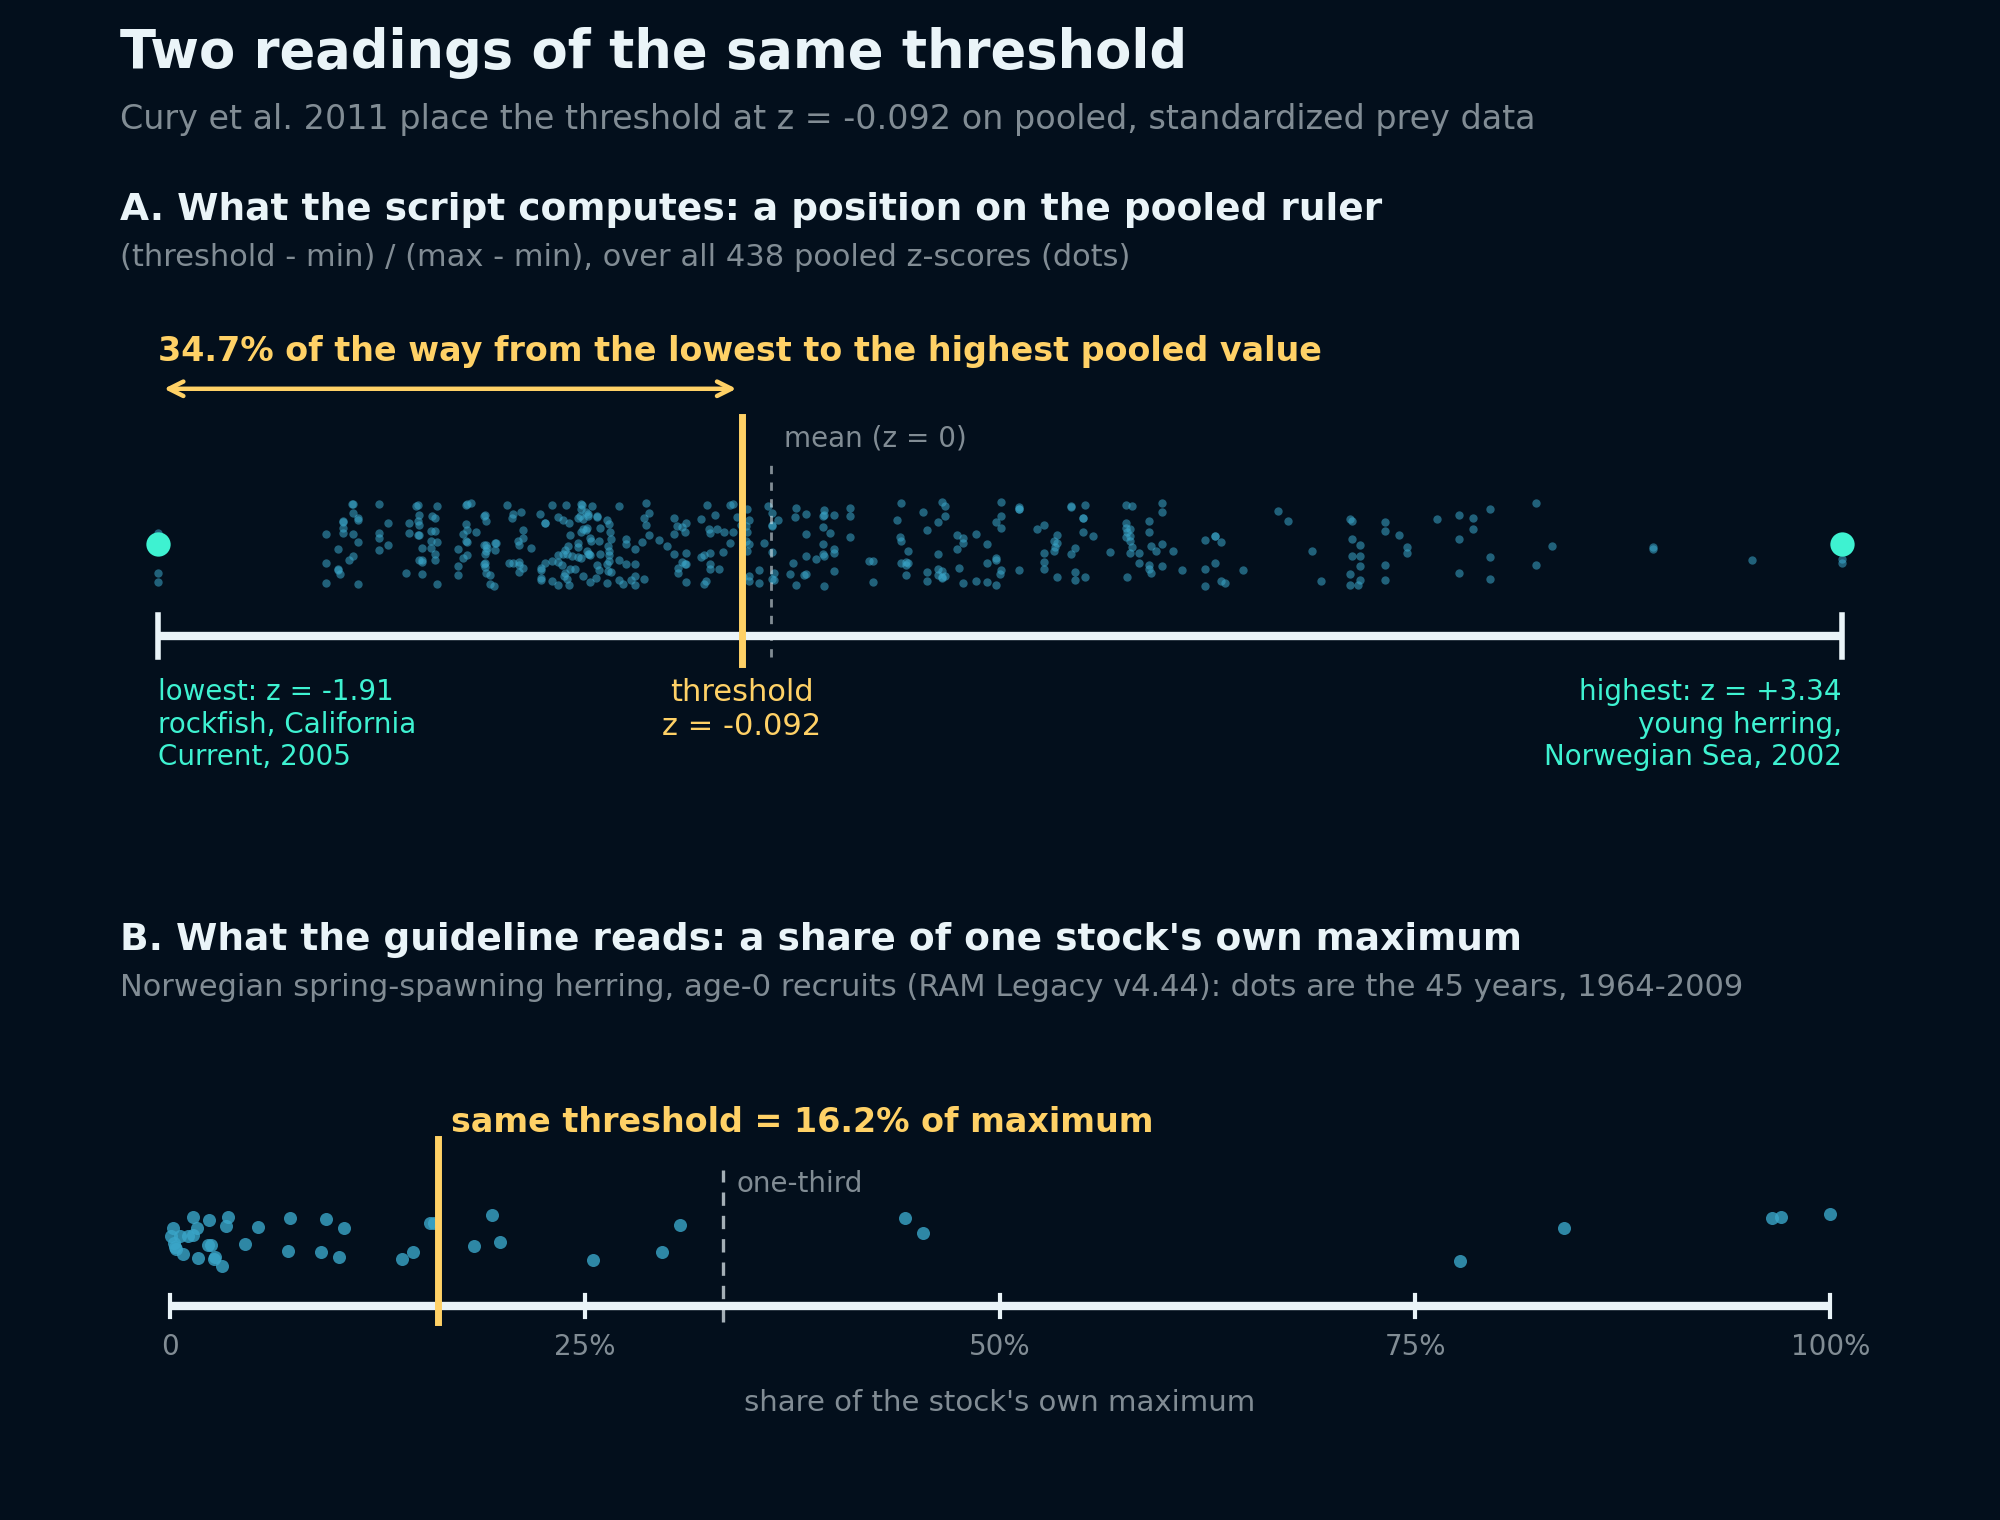 Two readings of the same threshold
Cury et al. 2011 place the threshold at z = -0.092 on pooled, standardized prey data
A. What the script computes: a position on the pooled ruler
(threshold - min) / (max - min), over all 438 pooled z-scores (dots)
34.7% of the way from the lowest to the highest pooled value
mean (z = 0)
lowest: z = -1.91
rockfish, California
Current, 2005
threshold
z = -0.092
highest: z = +3.34
young herring,
Norwegian Sea, 2002
B. What the guideline reads: a share of one stock's own maximum
Norwegian spring-spawning herring, age-0 recruits (RAM Legacy v4.44): dots are the 45 years, 1964-2009
same threshold = 16.2% of maximum
one-third
0
25%
50%
75%
100%
share of the stock's own maximum